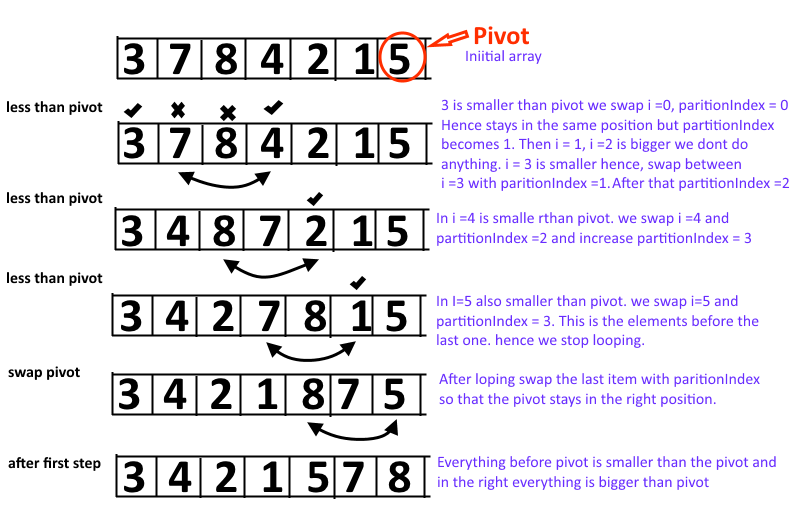 Pivot
3 7 8 4 2 1 5
Iniitial array
less than pivot
3 7 8 4 2 1 5
3 is smaller than pivot we swap i =0, paritionIndex = 0
Hence stays in the same position but partitionIndex
becomes 1. Then i = 1, i =2 is bigger we dont do
anything. i = 3 is smaller hence, swap between
i =3 with paritionIndex =1.After that partitionIndex =2
less than pivot
3 4 8 7 2 1 5
In i =4 is smalle rthan pivot. we swap i =4 and
partitionIndex =2 and increase partitionIndex = 3
less than pivot
3 4 2 7 8 1 5
In I=5 also smaller than pivot. we swap i=5 and
partitionIndex = 3. This is the elements before the
last one. hence we stop looping.
swap pivot
3 4 2 1 8 7 5
After loping swap the last item with paritionIndex
so that the pivot stays in the right position.
after first step
3 4 2 1 5 7 8
Everything before pivot is smaller than the pivot and
in the right everything is bigger than pivot